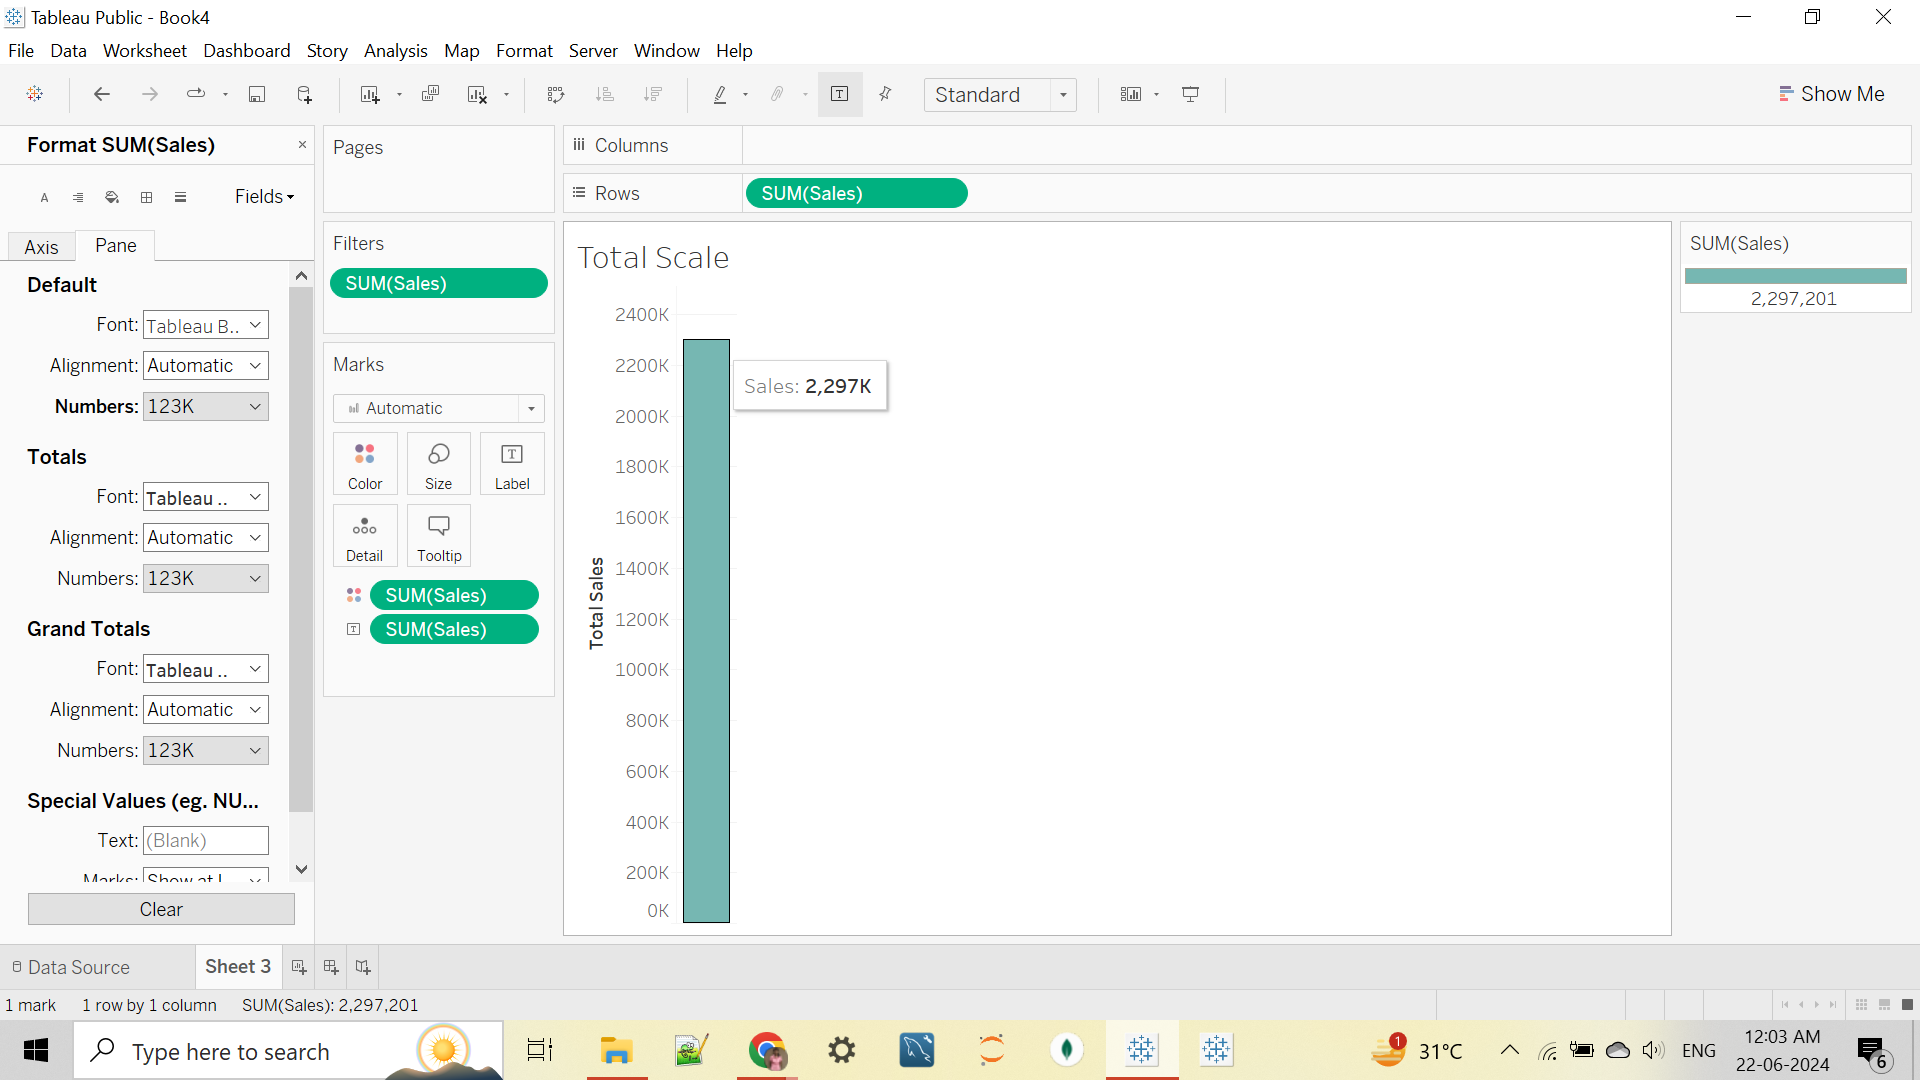 Tableau Public - Book4
File Data Worksheet Dashboard Story Analysis Map Format Server Window Help
Standard
Show Me
Format SUM(Sales)
Fields
Axis Pane
Default
Font: Tableau B..
Alignment: Automatic
Numbers: 123K
Totals
Font: Tableau ..
Alignment: Automatic
Numbers: 123K
Grand Totals
Font: Tableau ..
Alignment: Automatic
Numbers: 123K
Special Values (eg. NU...
Text: (Blank)
Marks: Show at
Clear
Pages
Filters
SUM(Sales)
Marks
Automatic
Color Size Label
Detail Tooltip
SUM(Sales)
SUM(Sales)
Columns
Rows SUM(Sales)
Total Scale
Total Sales
2400K
2200K
2000K
1800K
1600K
1400K
1200K
1000K
800K
600K
400K
200K
0K
Sales: 2,297K
SUM(Sales)
2,297,201
Data Source Sheet 3
1 mark 1 row by 1 column SUM(Sales): 2,297,201
Type here to search
1
31°C
ENG
12:03 AM
22-06-2024
6